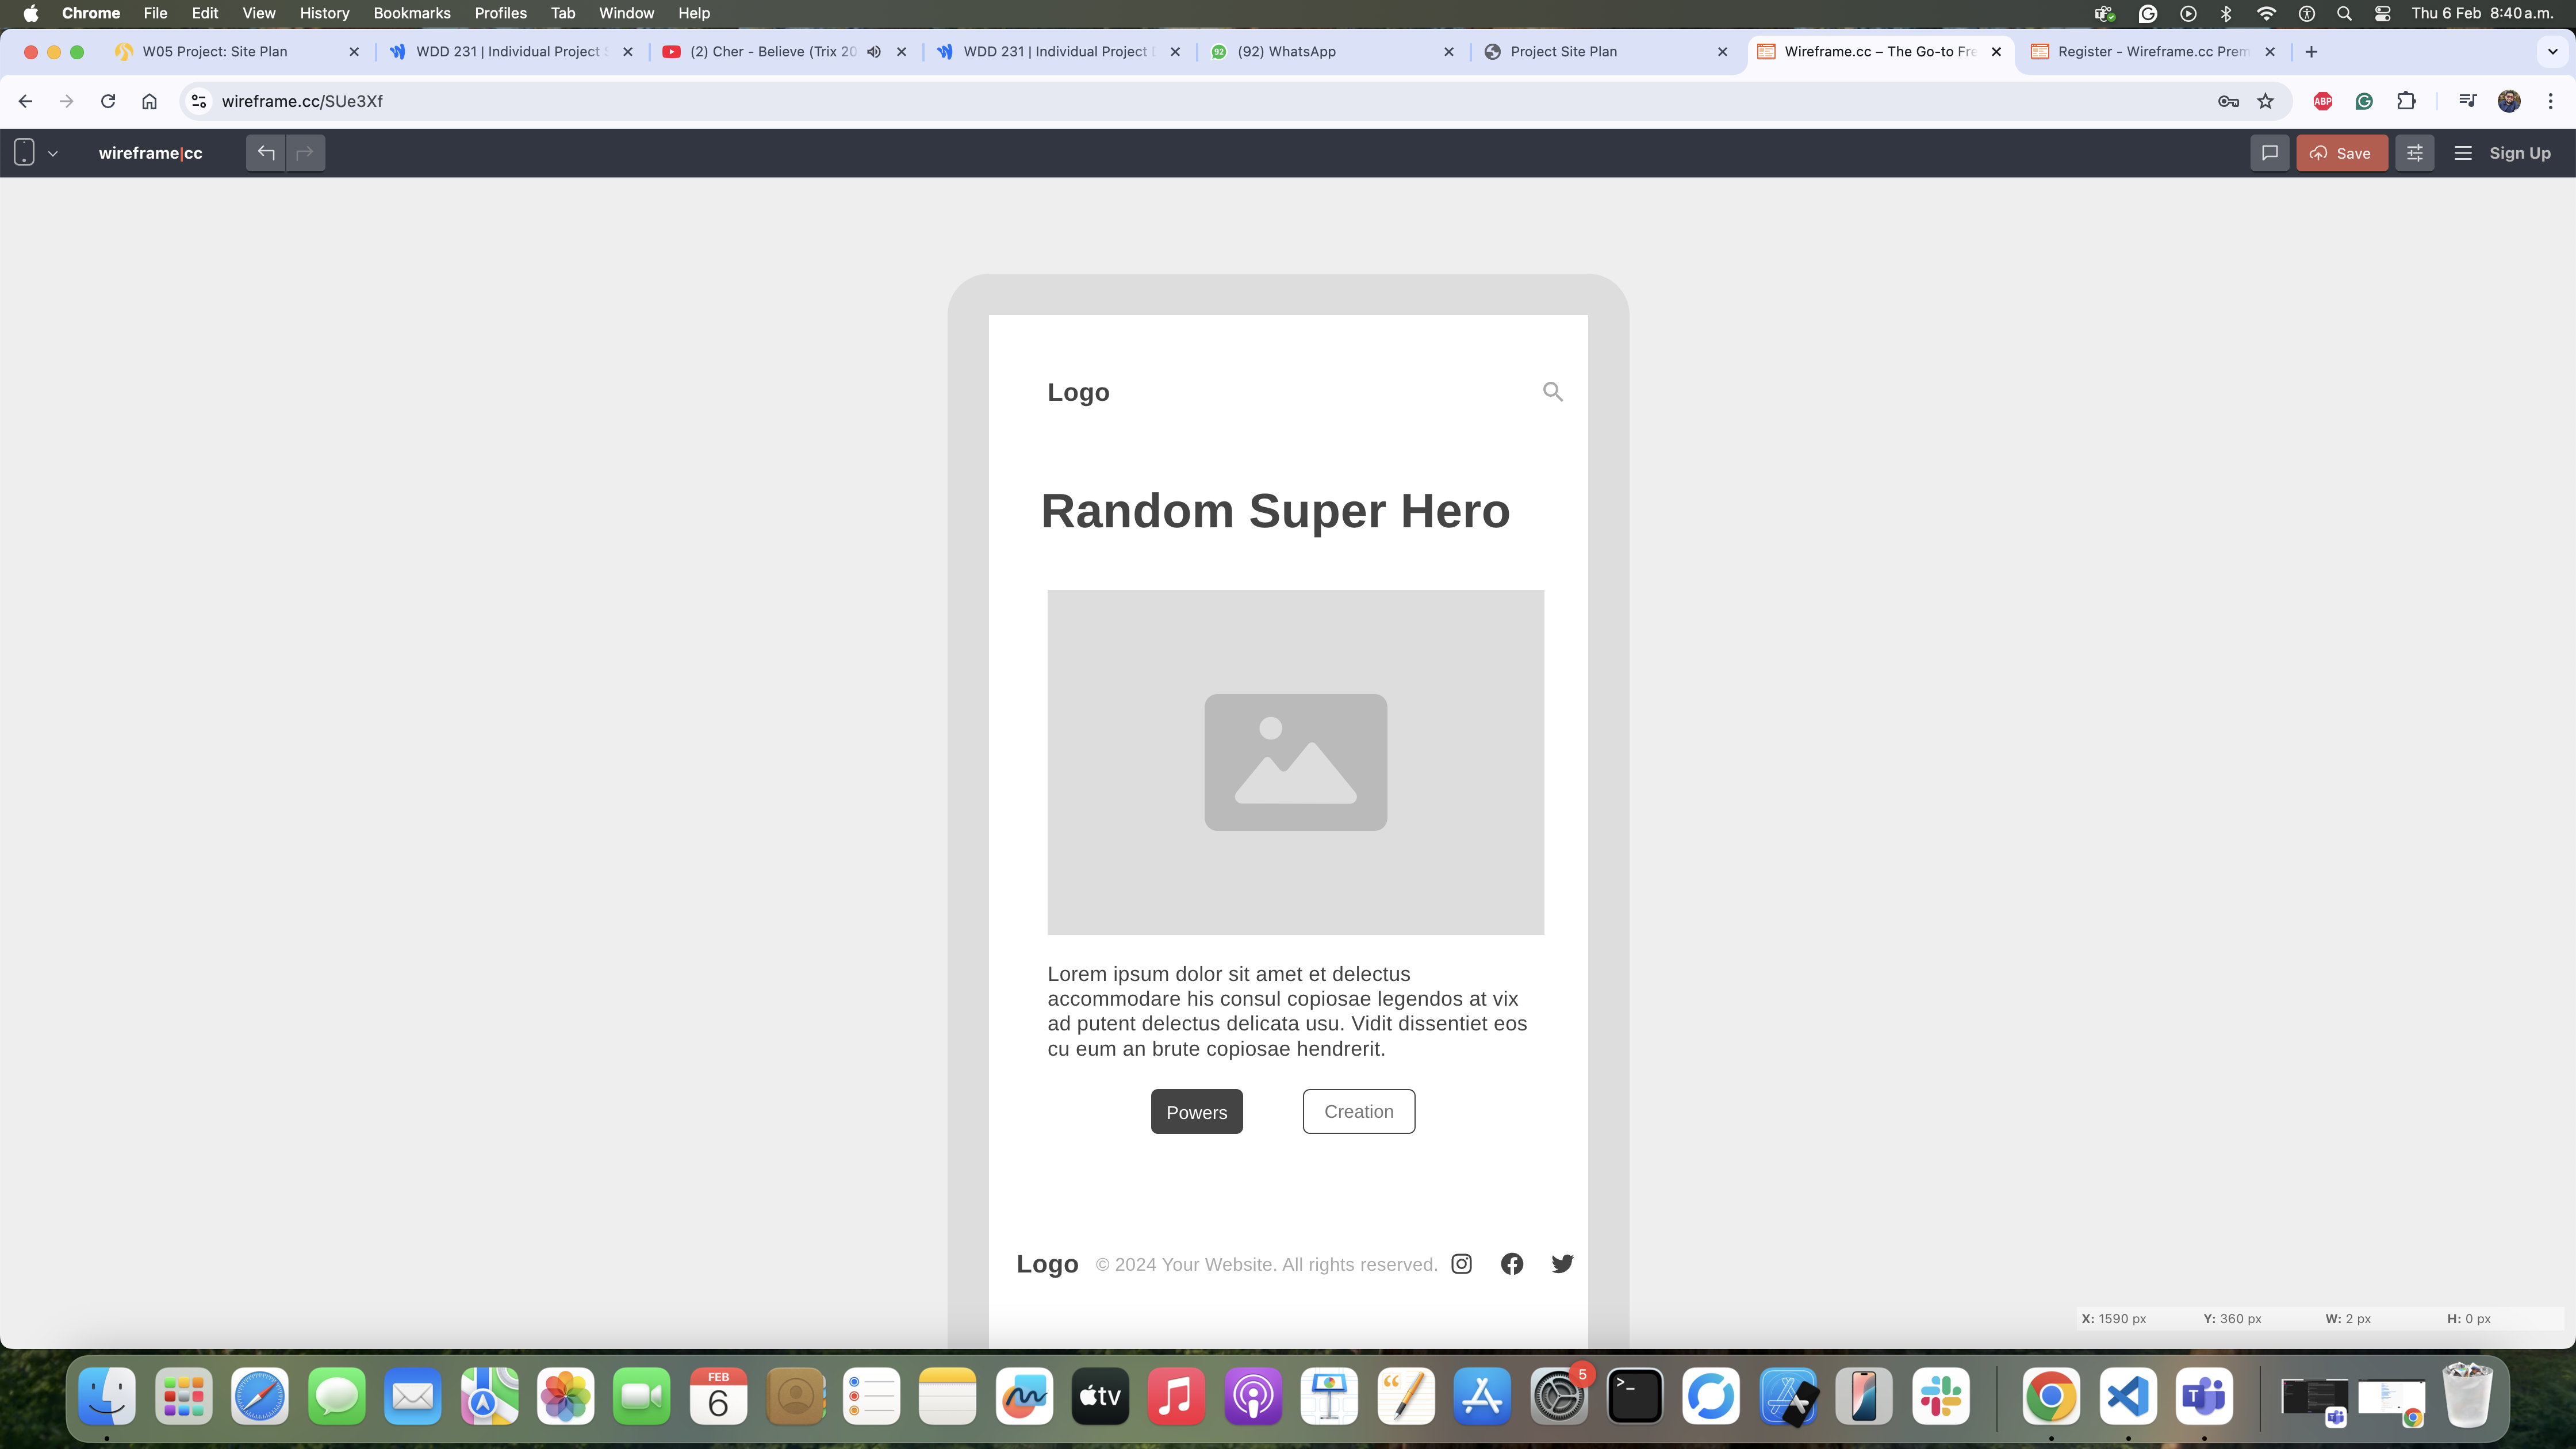 Chrome File Edit View History Bookmarks Profiles Tab Window Help Thu 6 Feb 8:40 a.m.
W05 Project: Site Plan WDD 231 | Individual Project (2) Cher - Believe (Trix 20 WDD 231 | Individual Project (92) WhatsApp Project Site Plan Wireframe.cc – The Go-to Fre Register - Wireframe.cc Prem
92
wireframe.cc/SUe3Xf ABP
wireframe|cc Save Sign Up
Logo
Random Super Hero
Lorem ipsum dolor sit amet et delectus
accommodare his consul copiosae legendos at vix
ad putent delectus delicata usu. Vidit dissentiet eos
cu eum an brute copiosae hendrerit.
Powers Creation
Logo © 2024 Your Website. All rights reserved.
X: 1590 px Y: 360 px W: 2 px H: 0 px
FEB
6
tv
5
>_
T